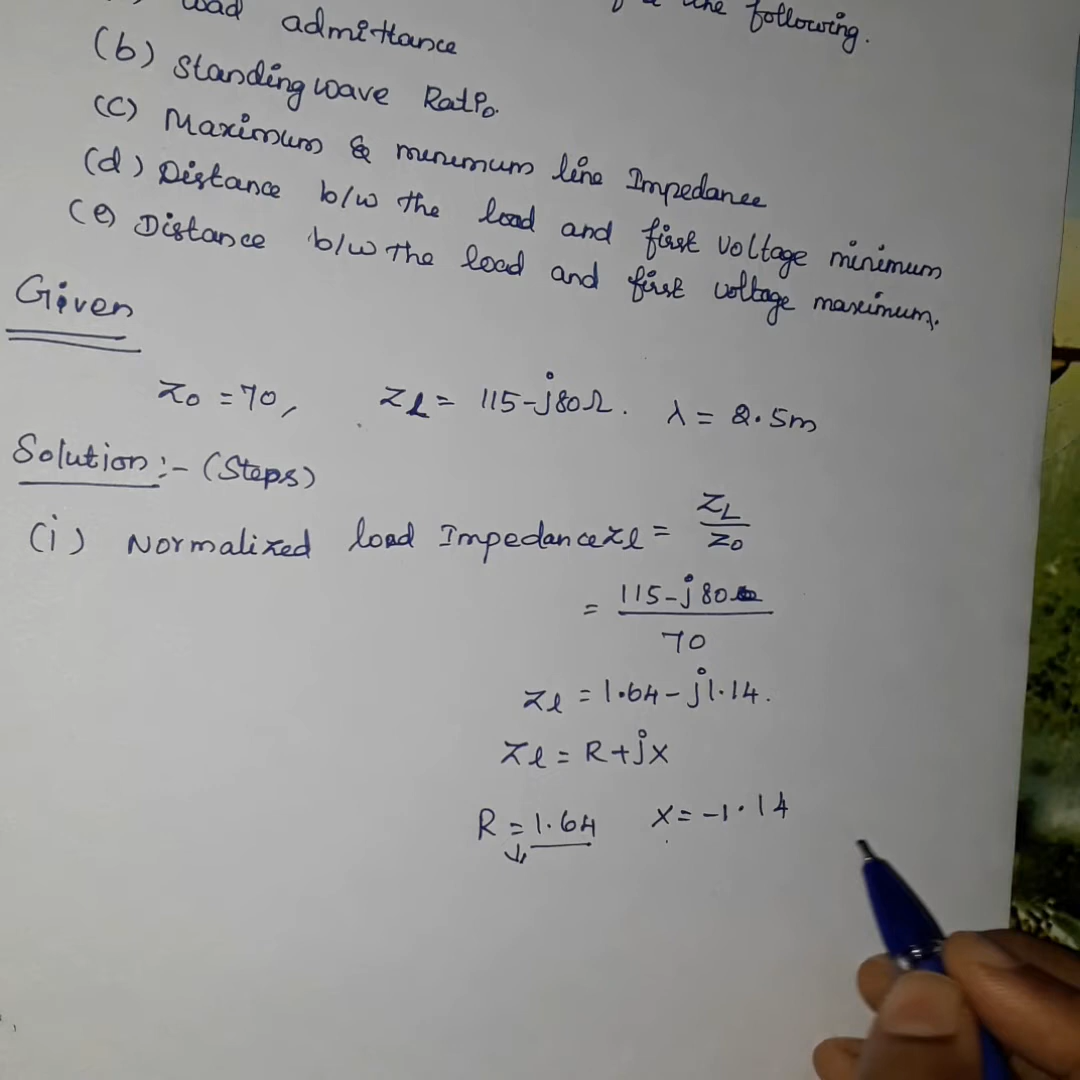 load admittance
the following.
(b) Standing wave Ratio.
(c) Maximum & minimum line Impedance
(d) Distance b/w the load and first voltage minimum
(e) Distance b/w the load and first voltage maximum.
Given
Z0 = 70, ZL = 115-j80Ω. λ = 2.5m
Solution:- (Steps)
(i) Normalized load Impedance zl = ZL/Z0
= 115-j80/70
zl = 1.64-j1.14.
zl = R+jx
R = 1.64 x = -1.14